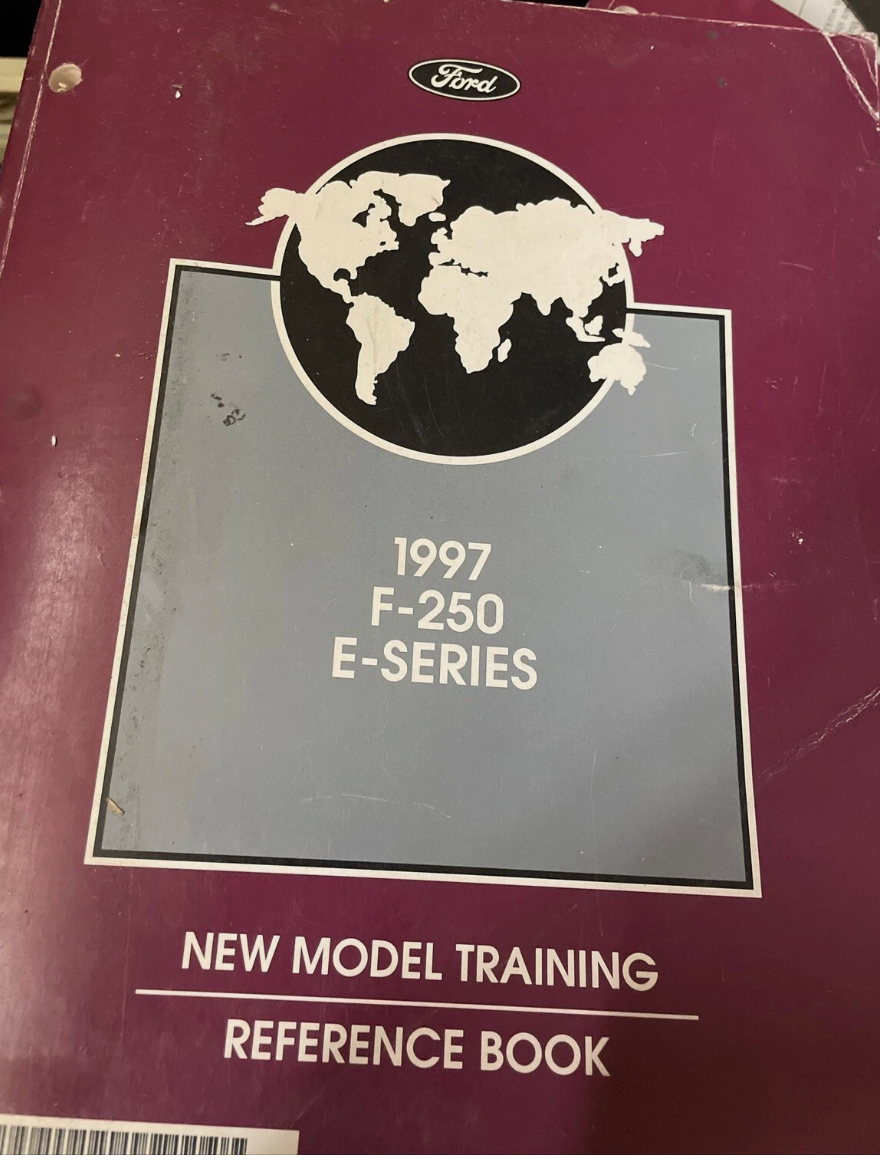 Ford
1997
F-250
E-SERIES
NEW MODEL TRAINING
REFERENCE BOOK